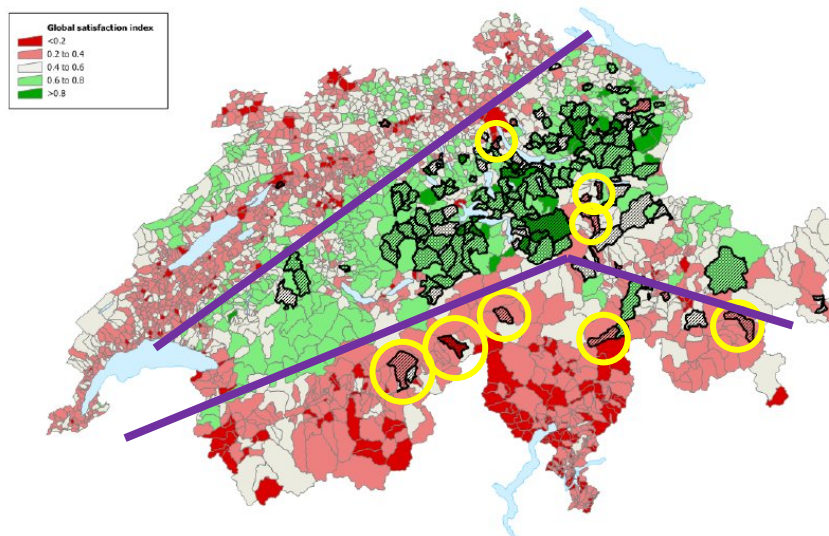 Global satisfaction index
<0.2
0.2 to 0.4
0.4 to 0.6
0.6 to 0.8
>0.8